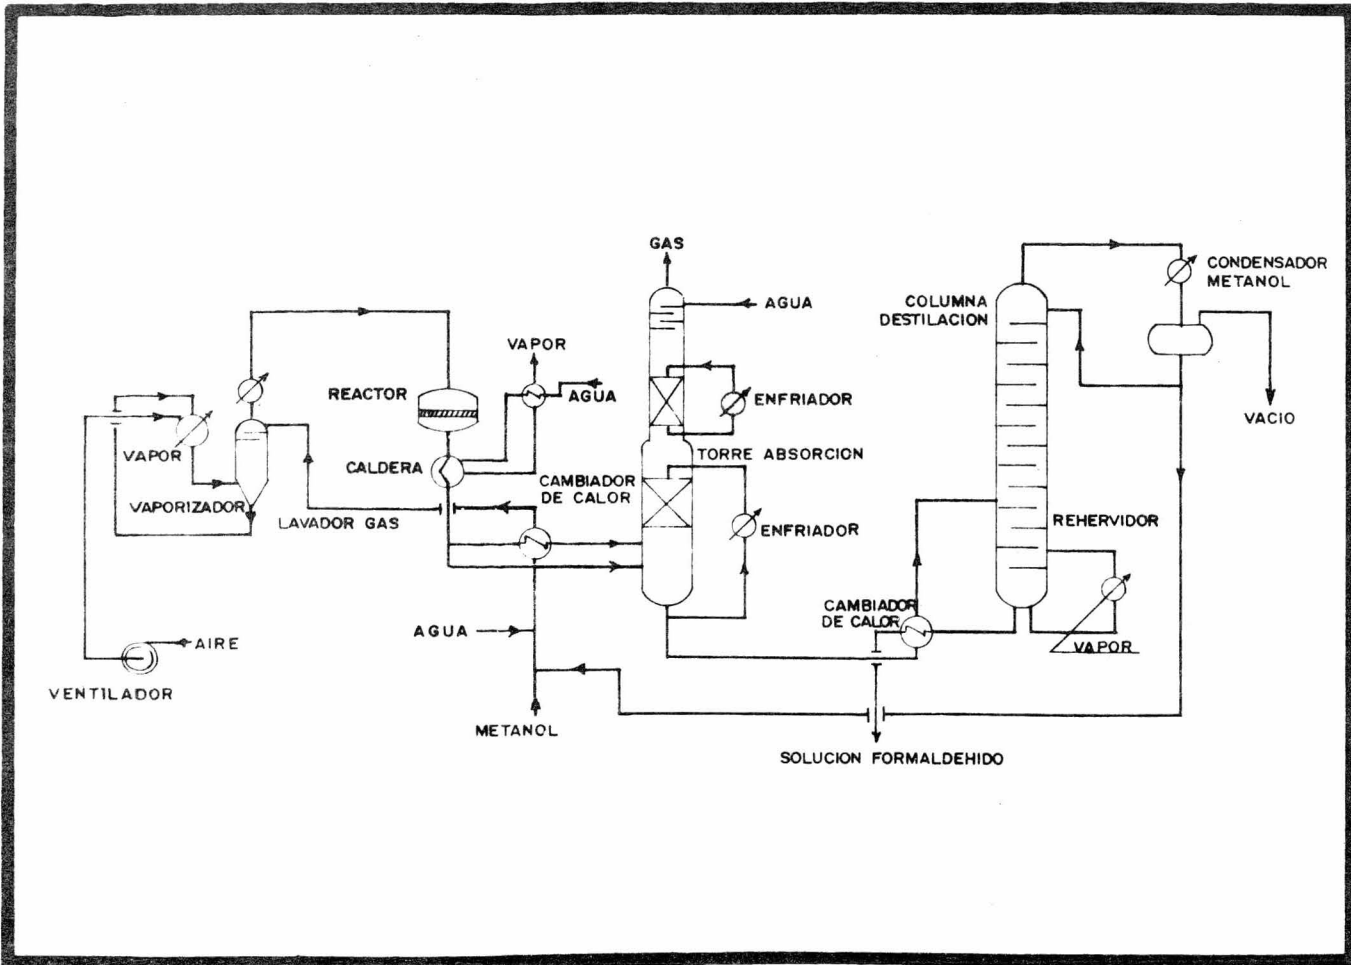 GAS
CONDENSADOR
METANOL
COLUMNA
DESTILACION
AGUA
VAPOR
REACTOR
AGUA
ENFRIADOR
VACIO
VAPOR
CALDERA
TORRE ABSORCION
CAMBIADOR
DE CALOR
VAPORIZADOR
LAVADOR GAS
ENFRIADOR
REHERVIDOR
CAMBIADOR
DE CALOR
AGUA
AIRE
VAPOR
VENTILADOR
METANOL
SOLUCION FORMALDEHIDO